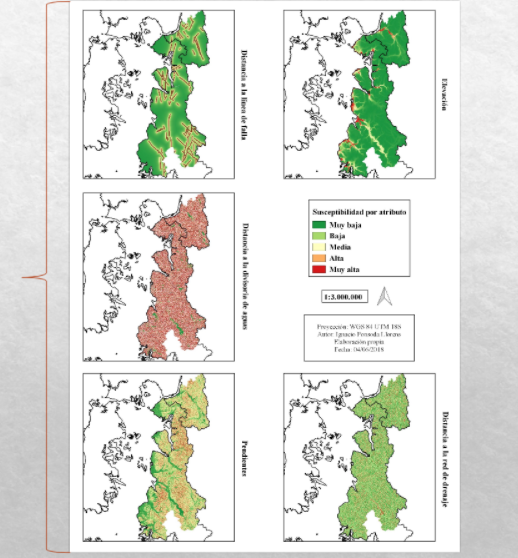 Distancia a la línea de falla
Elevación
Distancia a la divisoria de aguas
Susceptibilidad por atributo
Muy baja
Baja
Media
Alta
Muy alta
1:3.000.000
Proyección: WGS 84 UTM 18S
Autor: Ignacio Ponsoda Llorens
Elaboración propia
Fecha: 04/06/2018
Pendientes
Distancia a la red de drenaje